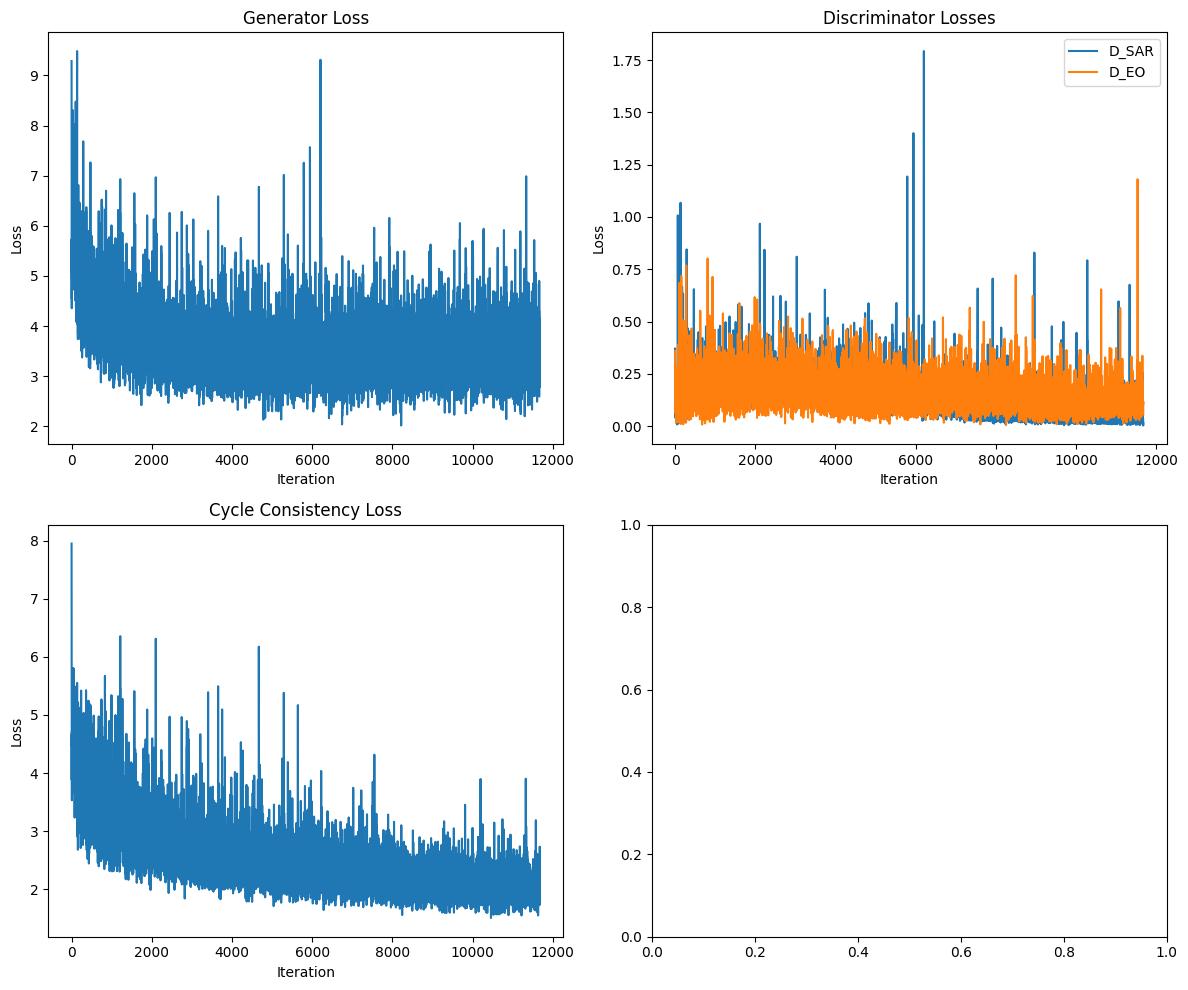 Generator Loss
Loss
9
8
7
6
5
4
3
2
0 2000 4000 6000 8000 10000 12000
Iteration
Discriminator Losses
D_SAR
D_EO
Loss
1.75
1.50
1.25
1.00
0.75
0.50
0.25
0.00
0 2000 4000 6000 8000 10000 12000
Iteration
Cycle Consistency Loss
Loss
8
7
6
5
4
3
2
0 2000 4000 6000 8000 10000 12000
Iteration
1.0
0.8
0.6
0.4
0.2
0.0
0.0 0.2 0.4 0.6 0.8 1.0